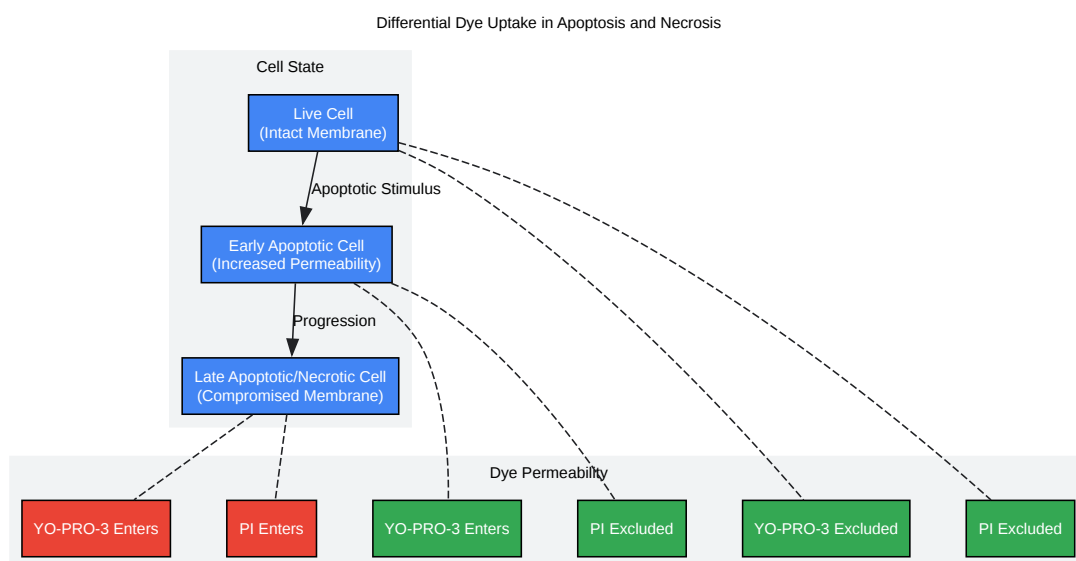 Differential Dye Uptake in Apoptosis and Necrosis
Cell State
Live Cell
(Intact Membrane)
Apoptotic Stimulus
Early Apoptotic Cell
(Increased Permeability)
Progression
Late Apoptotic/Necrotic Cell
(Compromised Membrane)
Dye Permeability
YO-PRO-3 Enters
PI Enters
YO-PRO-3 Enters
PI Excluded
YO-PRO-3 Excluded
PI Excluded